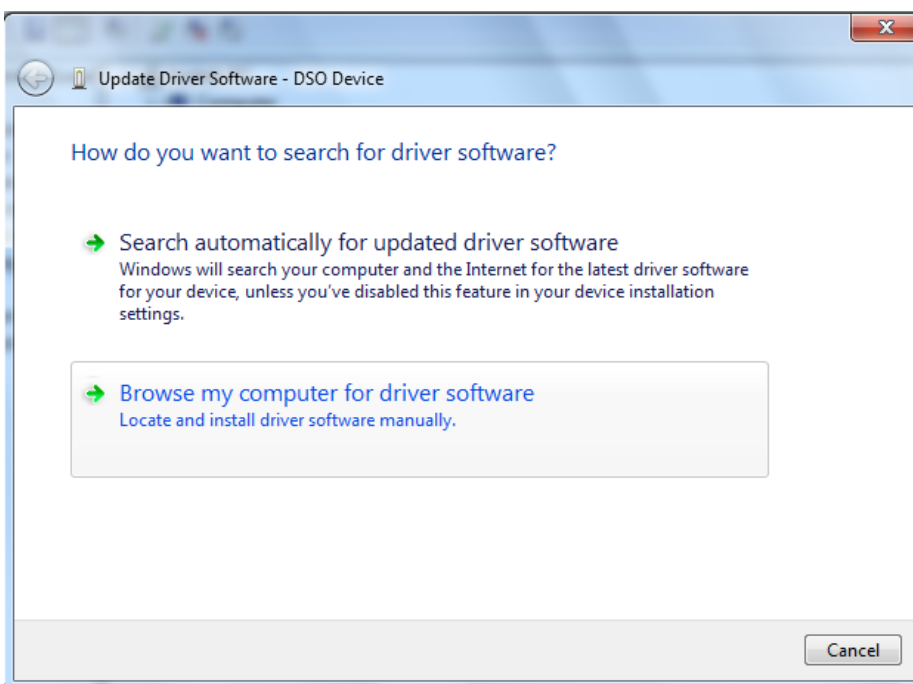 Update Driver Software - DSO Device
How do you want to search for driver software?
Search automatically for updated driver software
Windows will search your computer and the Internet for the latest driver software
for your device, unless you've disabled this feature in your device installation
settings.
Browse my computer for driver software
Locate and install driver software manually.
Cancel